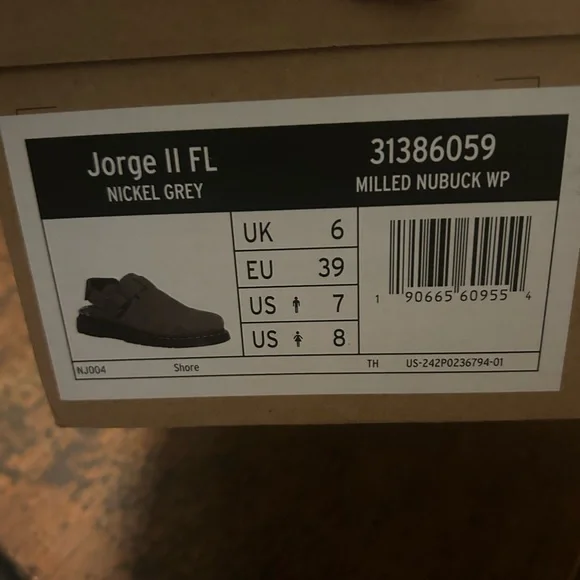 Jorge II FL
NICKEL GREY
31386059
MILLED NUBUCK WP
UK 6
EU 39
US 7
US 8
1 90665 60955 4
NJ004 Shore TH US-242P0236794-01